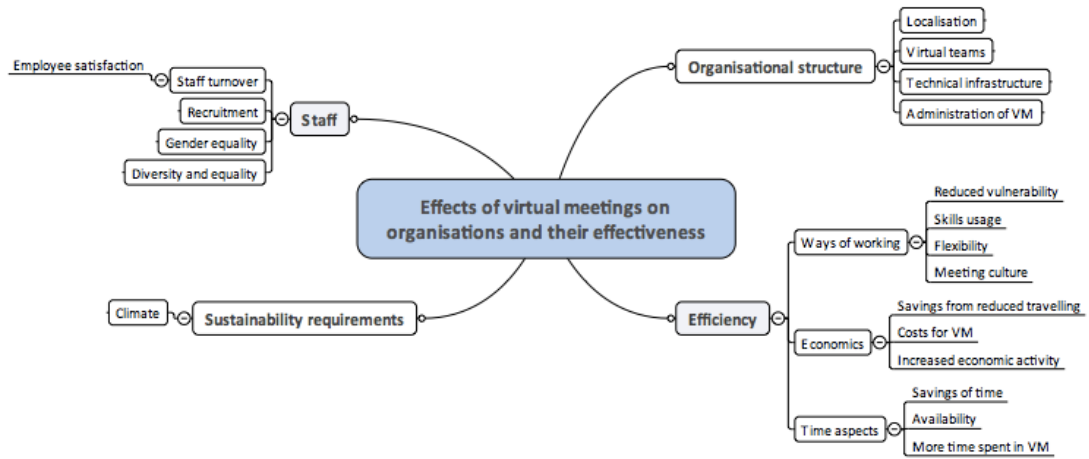 Employee satisfaction
Staff turnover
Recruitment
Gender equality
Diversity and equality
Staff
Organisational structure
Localisation
Virtual teams
Technical infrastructure
Administration of VM
Effects of virtual meetings on
organisations and their effectiveness
Climate
Sustainability requirements
Efficiency
Ways of working
Reduced vulnerability
Skills usage
Flexibility
Meeting culture
Economics
Savings from reduced travelling
Costs for VM
Increased economic activity
Time aspects
Savings of time
Availability
More time spent in VM